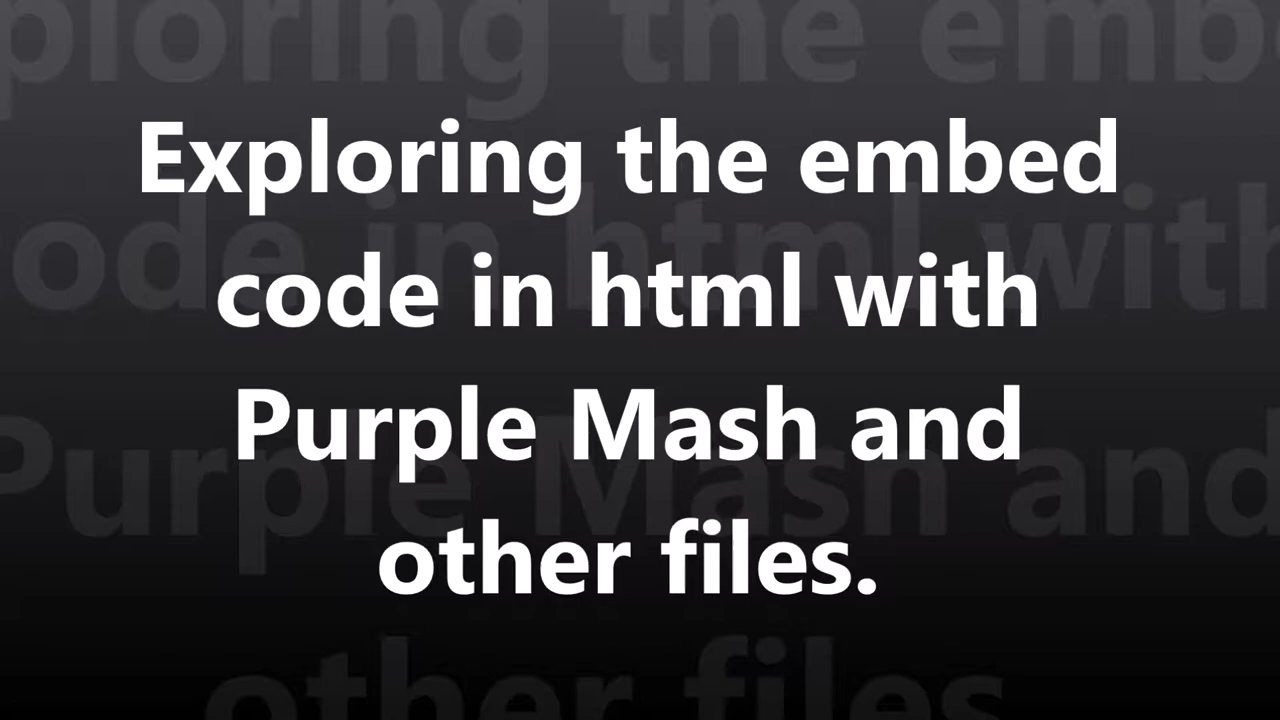 Exploring the embed
code in html with
Purple Mash and
other files.